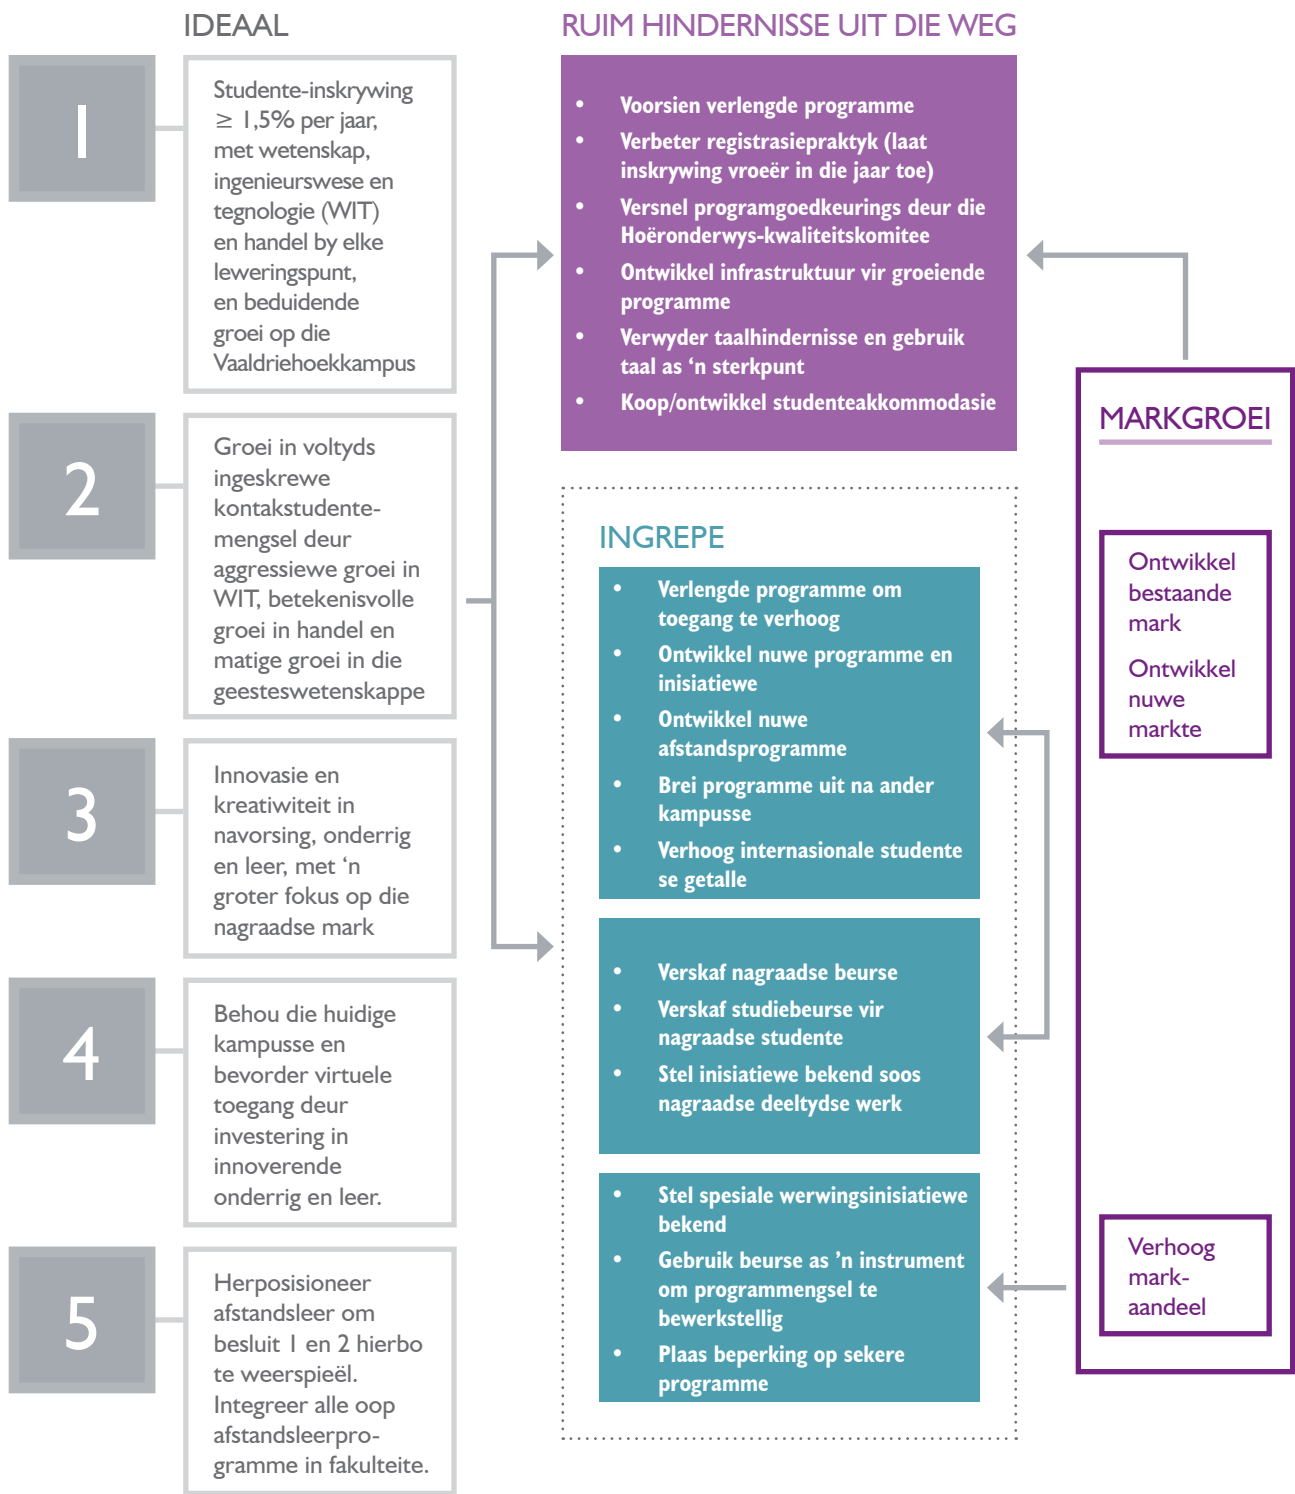 IDEAAL
1
Studente-inskrywing
≥ 1,5% per jaar,
met wetenskap,
ingenieurswese en
tegnologie (WIT)
en handel by elke
leweringspunt,
en beduidende
groei op die
Vaaldriehoekkampus
2
Groei in voltyds
ingeskrewe
kontakstudente-
mengsel deur
aggressiewe groei in
WIT, betekenisvolle
groei in handel en
matige groei in die
geesteswetenskappe
3
Innovasie en
kreatiwiteit in
navorsing, onderrig
en leer, met ‘n
groter fokus op die
nagraadse mark
4
Behou die huidige
kampusse en
bevorder virtuele
toegang deur
investering in
innoverende
onderrig en leer.
5
Herposisioneer
afstandsleer om
besluit 1 en 2 hierbo
te weerspieël.
Integreer alle oop
afstandsleerpro-
gramme in fakulteite.
RUIM HINDERNISSE UIT DIE WEG
• Voorsien verlengde programme
• Verbeter registrasiepraktyk (laat
inskrywing vroeër in die jaar toe)
• Versnel programgoedkeurings deur die
Hoëronderwys-kwaliteitskomitee
• Ontwikkel infrastruktuur vir groeiende
programme
• Verwyder taalhindernisse en gebruik
taal as ‘n sterkpunt
• Koop/ontwikkel studenteakkommodasie
INGREPE
• Verlengde programme om
toegang te verhoog
• Ontwikkel nuwe programme en
inisiatiewe
• Ontwikkel nuwe
afstandsprogramme
• Brei programme uit na ander
kampusse
• Verhoog internasionale studente
se getalle
• Verskaf nagraadse beurse
• Verskaf studiebeurse vir
nagraadse studente
• Stel inisiatiewe bekend soos
nagraadse deeltydse werk
• Stel spesiale werwingsinisiatiewe
bekend
• Gebruik beurse as ’n instrument
om programmengsel te
bewerkstellig
• Plaas beperking op sekere
programme
MARKGROEI
Ontwikkel
bestaande
mark
Ontwikkel
nuwe
markte
Verhoog
mark-
aandeel